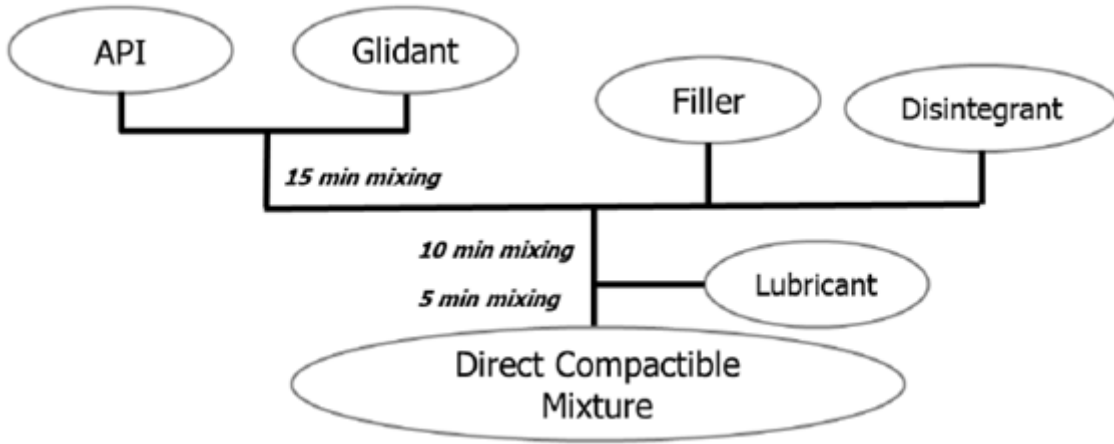 API
Glidant
Filler
Disintegrant
15 min mixing
10 min mixing
Lubricant
5 min mixing
Direct Compactible
Mixture